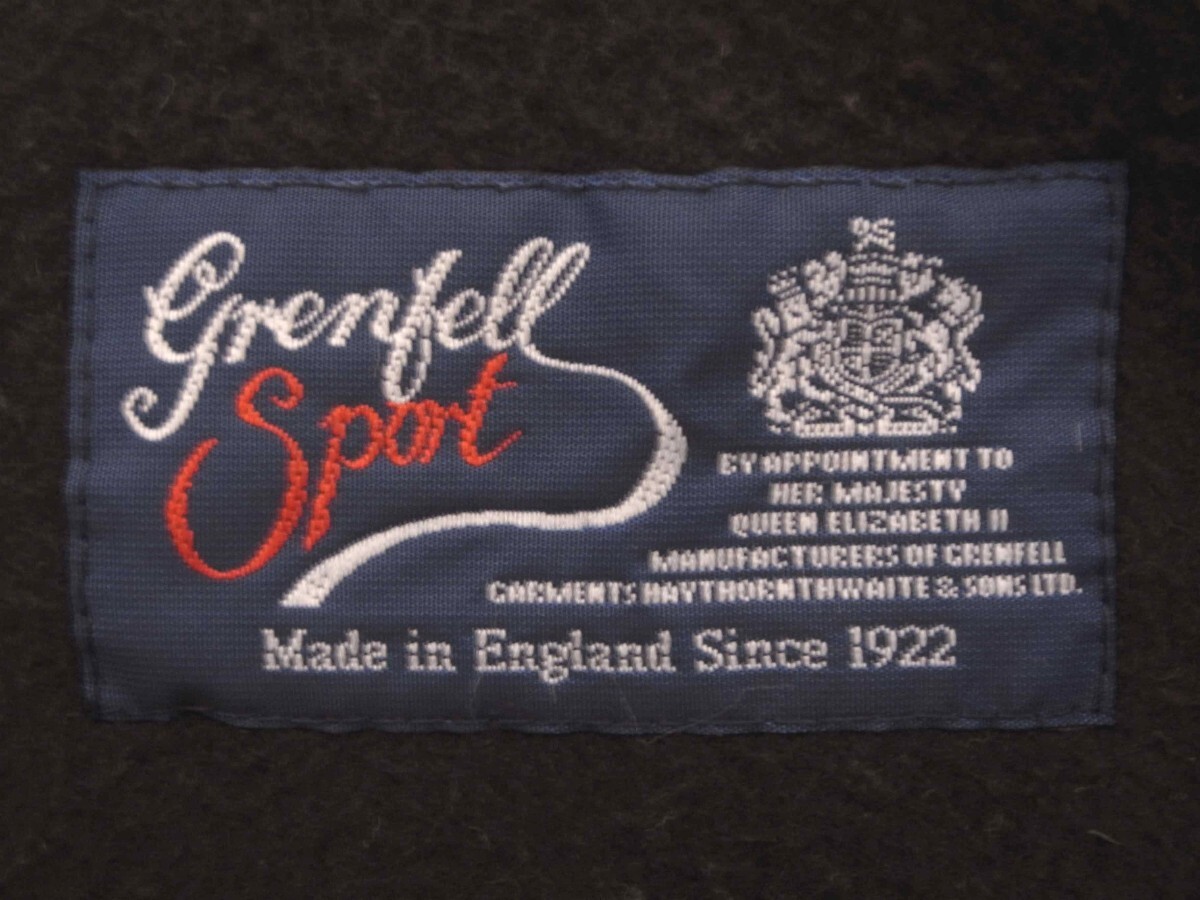 Grenfell
Sport
BY APPOINTMENT TO
HER MAJESTY
QUEEN ELIZABETH II
MANUFACTURERS OF GRENFELL
GARMENTS HAYTHORNTHWAITE & SONS LTD.
Made in England Since 1922